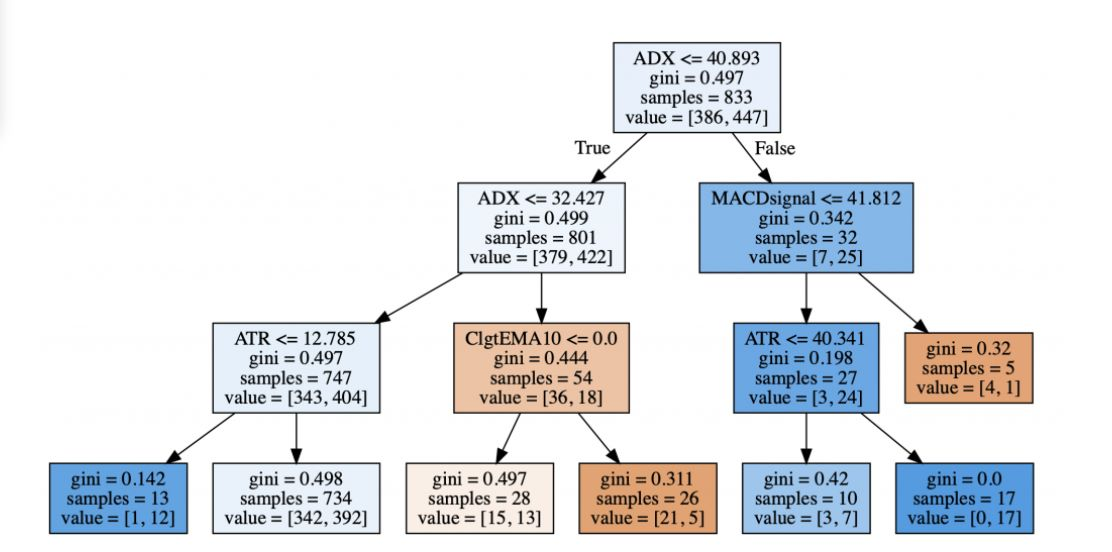 ADX <= 40.893
gini = 0.497
samples = 833
value = [386, 447]
True
False
ADX <= 32.427
gini = 0.499
samples = 801
value = [379, 422]
MACDsignal <= 41.812
gini = 0.342
samples = 32
value = [7, 25]
ATR <= 12.785
gini = 0.497
samples = 747
value = [343, 404]
ClgtEMA10 <= 0.0
gini = 0.444
samples = 54
value = [36, 18]
ATR <= 40.341
gini = 0.198
samples = 27
value = [3, 24]
gini = 0.32
samples = 5
value = [4, 1]
gini = 0.142
samples = 13
value = [1, 12]
gini = 0.498
samples = 734
value = [342, 392]
gini = 0.497
samples = 28
value = [15, 13]
gini = 0.311
samples = 26
value = [21, 5]
gini = 0.42
samples = 10
value = [3, 7]
gini = 0.0
samples = 17
value = [0, 17]